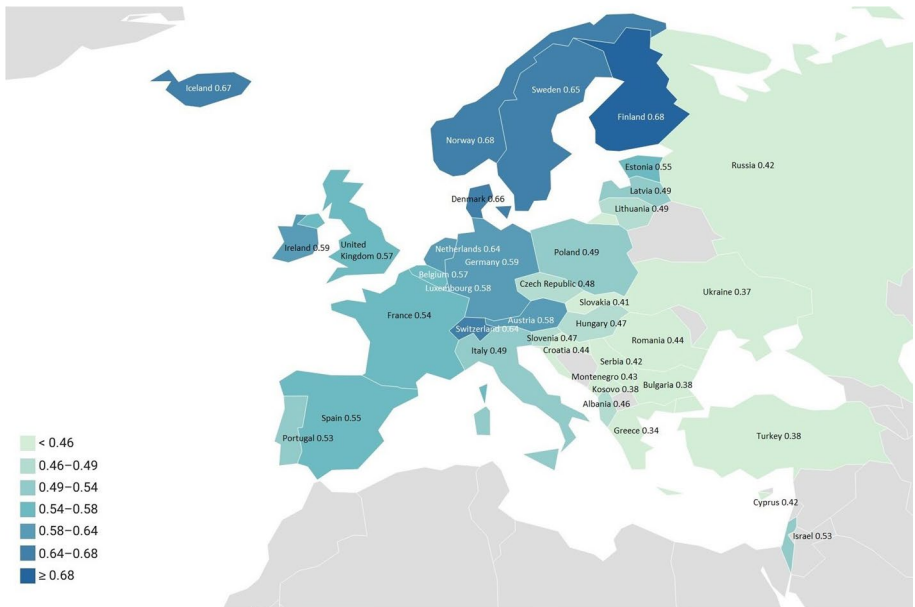 Iceland 0.67
Sweden 0.65
Finland 0.68
Norway 0.68
Russia 0.42
Estonia 0.55
Latvia 0.49
Denmark 0.66
Lithuania 0.49
Ireland 0.59
United
Kingdom 0.57
Netherlands 0.64
Poland 0.49
Germany 0.59
Belgium 0.57
Czech Republic 0.48
Luxembourg 0.58
Ukraine 0.37
Slovakia 0.41
France 0.54
Austria 0.58
Hungary 0.47
Switzerland 0.64
Slovenia 0.47
Romania 0.44
Italy 0.49
Croatia 0.44
Serbia 0.42
Montenegro 0.43
Kosovo 0.38
Bulgaria 0.38
Albania 0.46
Spain 0.55
Greece 0.34
Portugal 0.53
Turkey 0.38
Cyprus 0.42
Israel 0.53
< 0.46
0.46–0.49
0.49–0.54
0.54–0.58
0.58–0.64
0.64–0.68
≥ 0.68